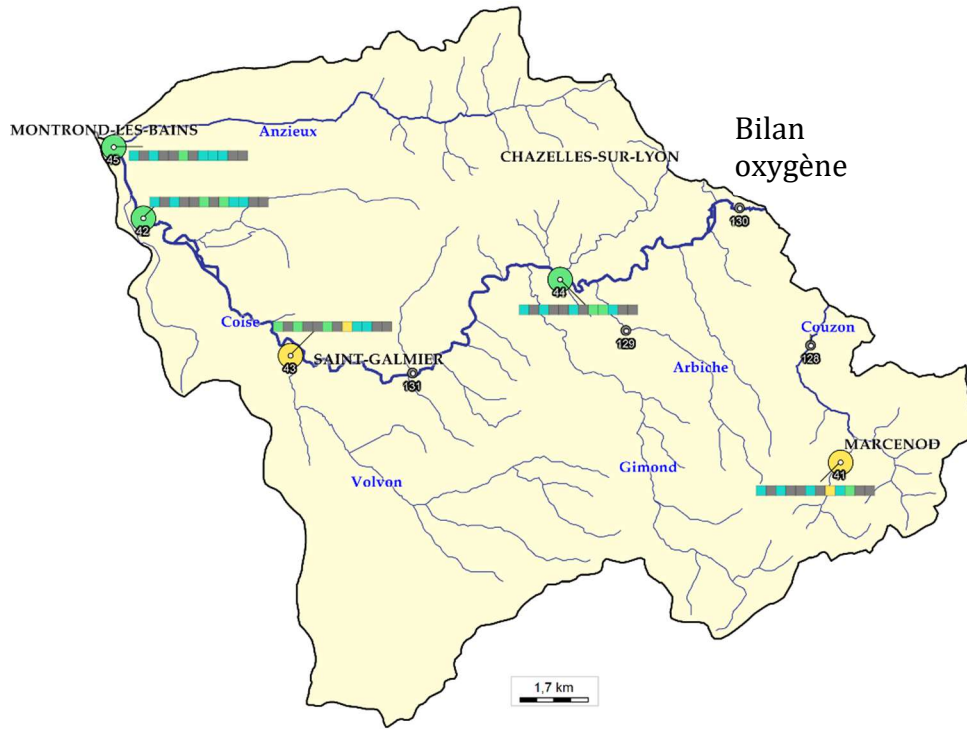 Bilan
oxygène
MONTROND-LES-BAINS
Anzieux
45
CHAZELLES-SUR-LYON
130
42
44
Coise
129
Couzon
128
SAINT-GALMIER
43
131
Arbiche
MARCENOD
41
Gimond
Volvon
1,7 km